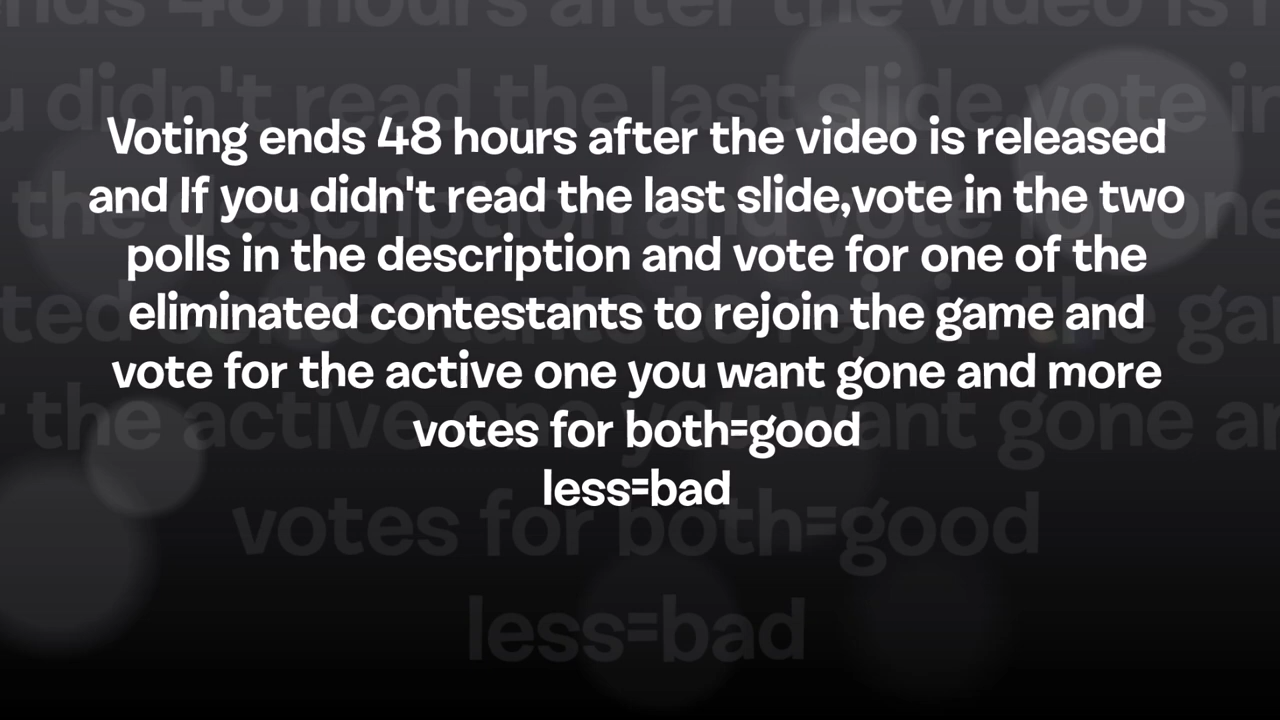 Voting ends 48 hours after the video is released
and If you didn't read the last slide,vote in the two
polls in the description and vote for one of the
eliminated contestants to rejoin the game and
vote for the active one you want gone and more
votes for both=good
less=bad